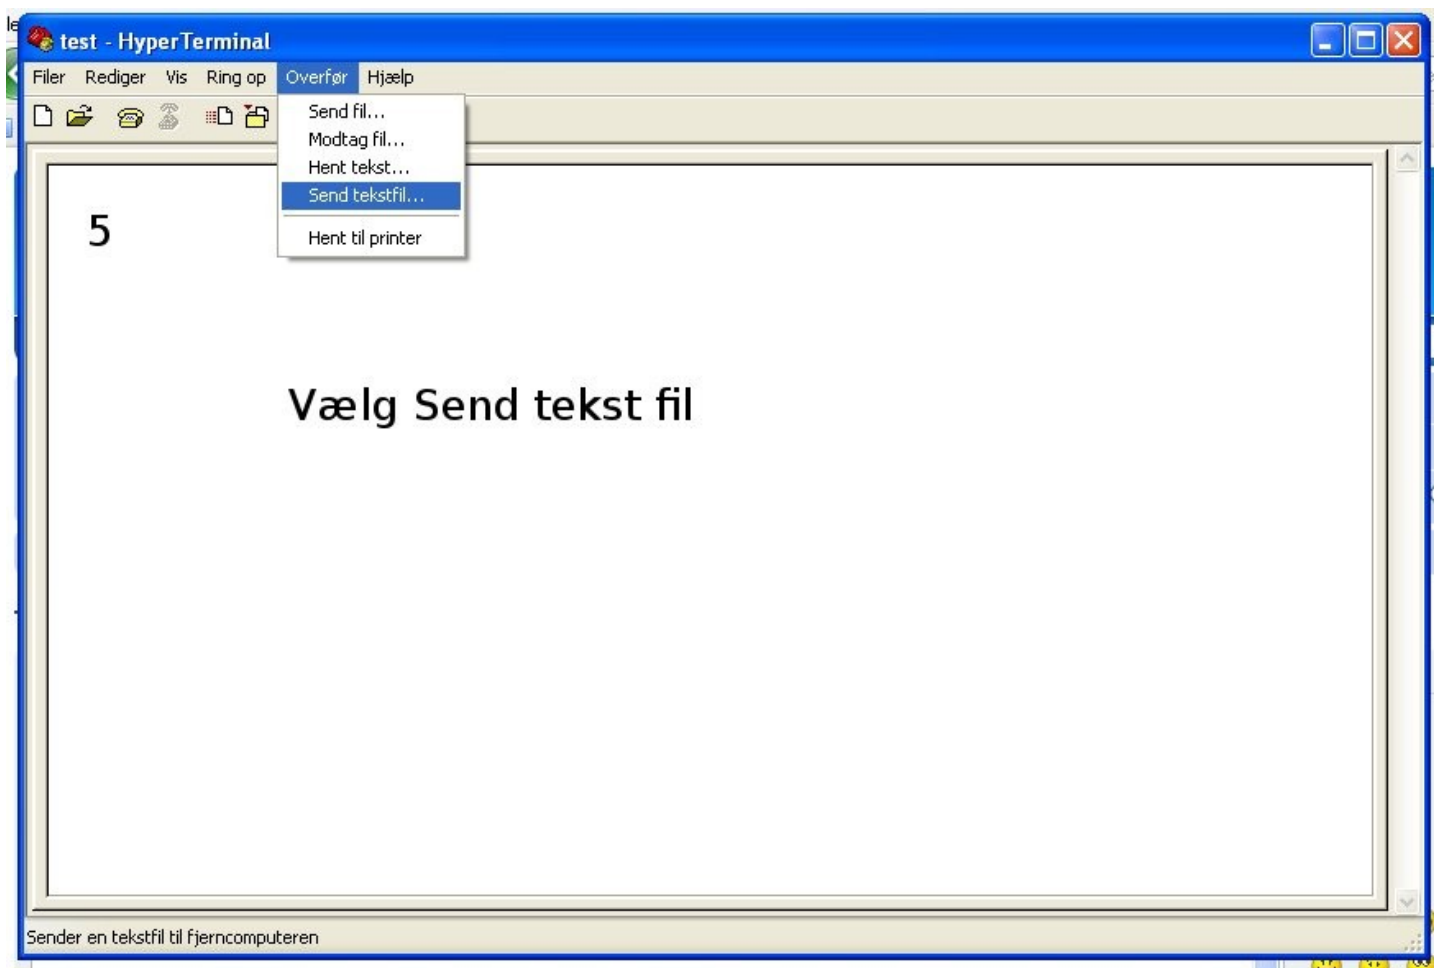 test - HyperTerminal
Filer Rediger Vis Ring op Overfør Hjælp
Send fil...
Modtag fil...
Hent tekst...
Send tekstfil...
Hent til printer
5
Vælg Send tekst fil
Sender en tekstfil til fjerncomputeren